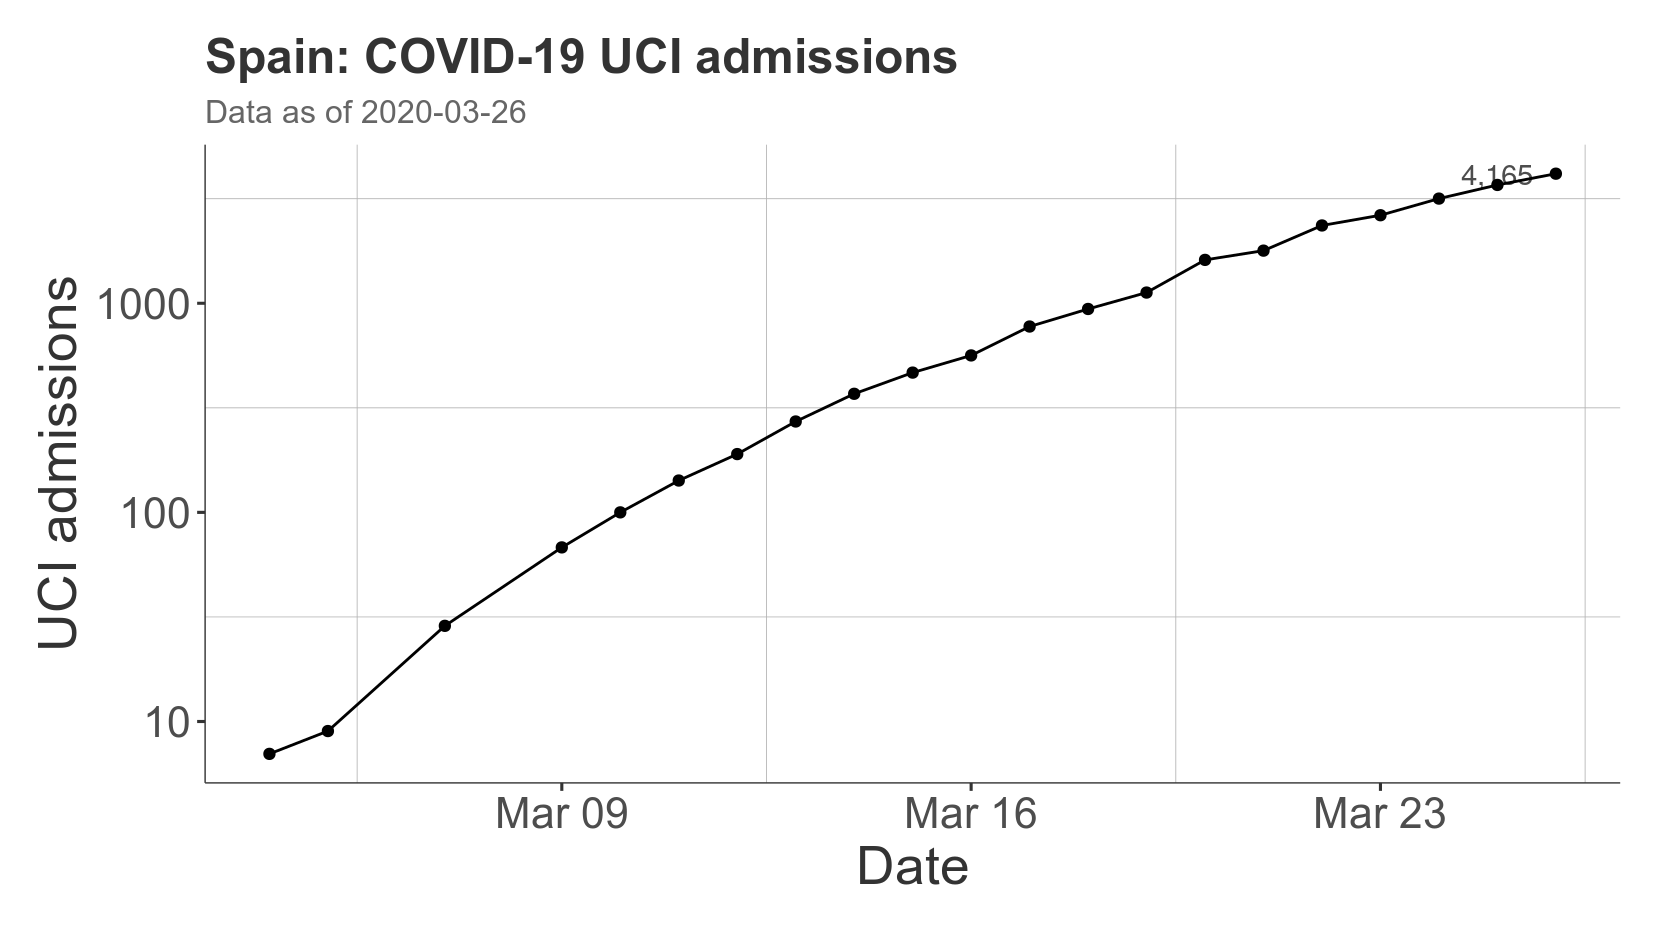 Spain: COVID-19 UCI admissions
Data as of 2020-03-26
4,165
UCI admissions
1000
100
10
Mar 09 Mar 16 Mar 23
Date